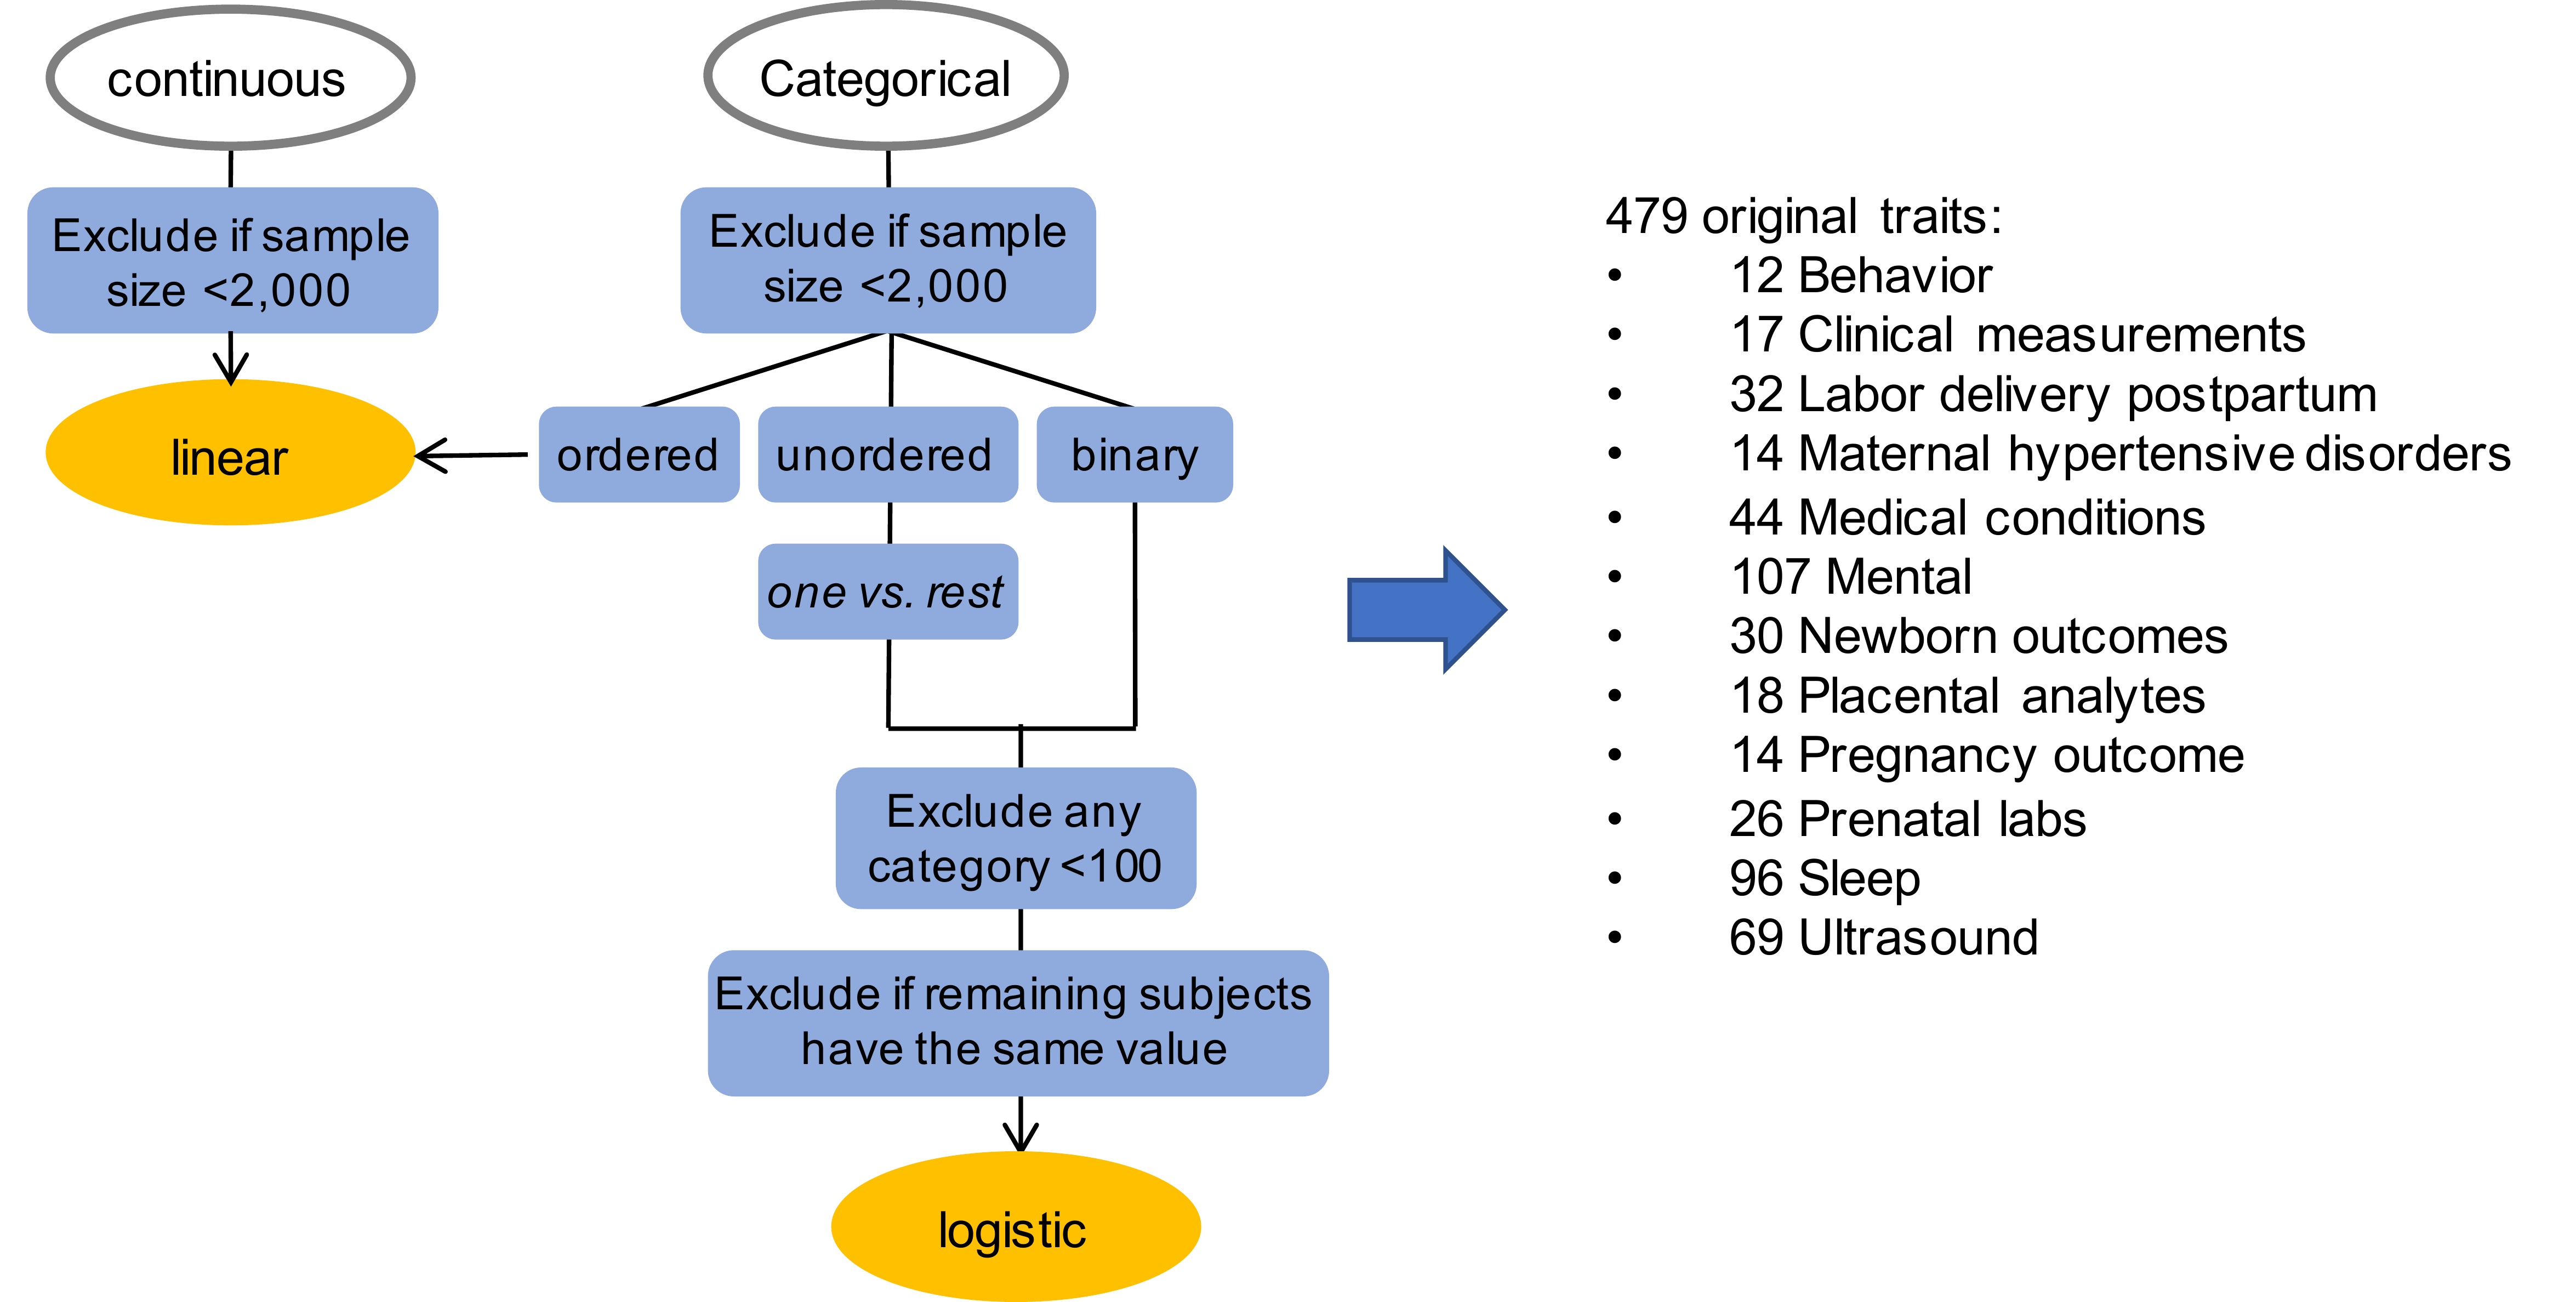 continuous
Categorical
Exclude if sample
size <2,000
Exclude if sample
size <2,000
linear
ordered
unordered
binary
one vs. rest
Exclude any
category <100
Exclude if remaining subjects
have the same value
logistic
479 original traits:
• 12 Behavior
• 17 Clinical measurements
• 32 Labor delivery postpartum
• 14 Maternal hypertensive disorders
• 44 Medical conditions
• 107 Mental
• 30 Newborn outcomes
• 18 Placental analytes
• 14 Pregnancy outcome
• 26 Prenatal labs
• 96 Sleep
• 69 Ultrasound